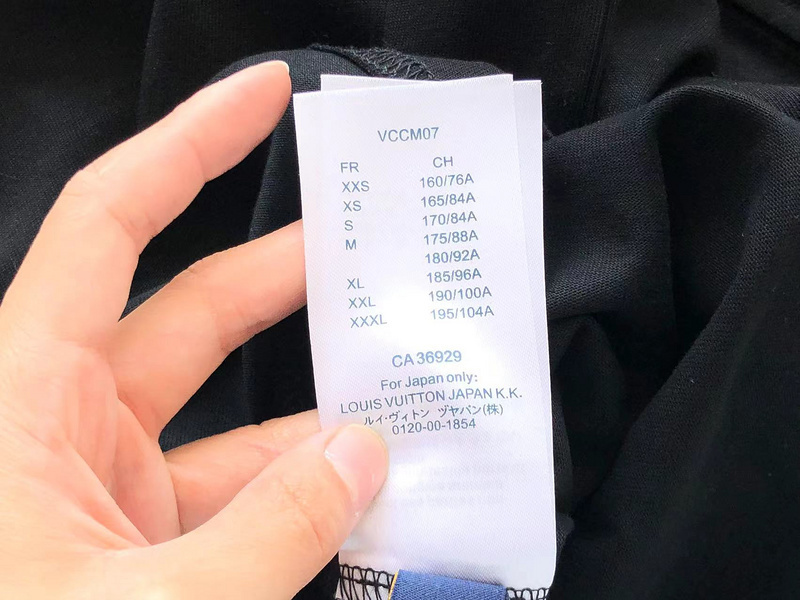 VCCM07
FR CH
XXS 160/76A
XS 165/84A
S 170/84A
M 175/88A
180/92A
XL 185/96A
XXL 190/100A
XXXL 195/104A
CA 36929
For Japan only:
LOUIS VUITTON JAPAN K.K.
ルイ・ヴィトン ヅャパン(株)
0120-00-1854